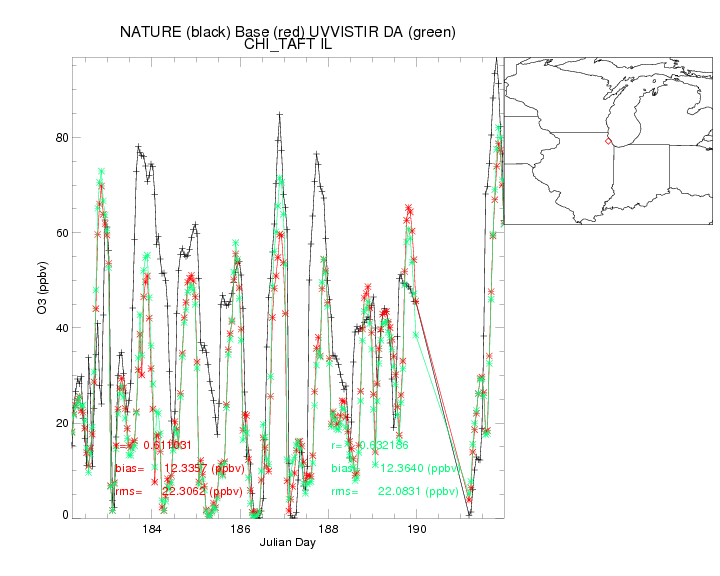 NATURE (black) Base (red) UVVISTIR DA (green)
CHI_TAFT IL
O3 (ppbv)
80
60
40
20
0
r= 0.611031
bias= 12.3357 (ppbv)
rms= 22.3062 (ppbv)
r= 0.632186
bias= 12.3640 (ppbv)
rms= 22.0831 (ppbv)
184 186 188 190
Julian Day